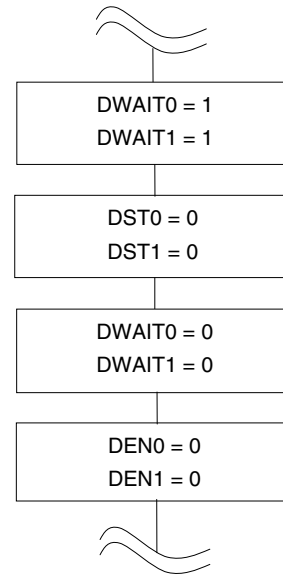 DWAIT0 = 1
DWAIT1 = 1
DST0 = 0
DST1 = 0
DWAIT0 = 0
DWAIT1 = 0
DEN0 = 0
DEN1 = 0